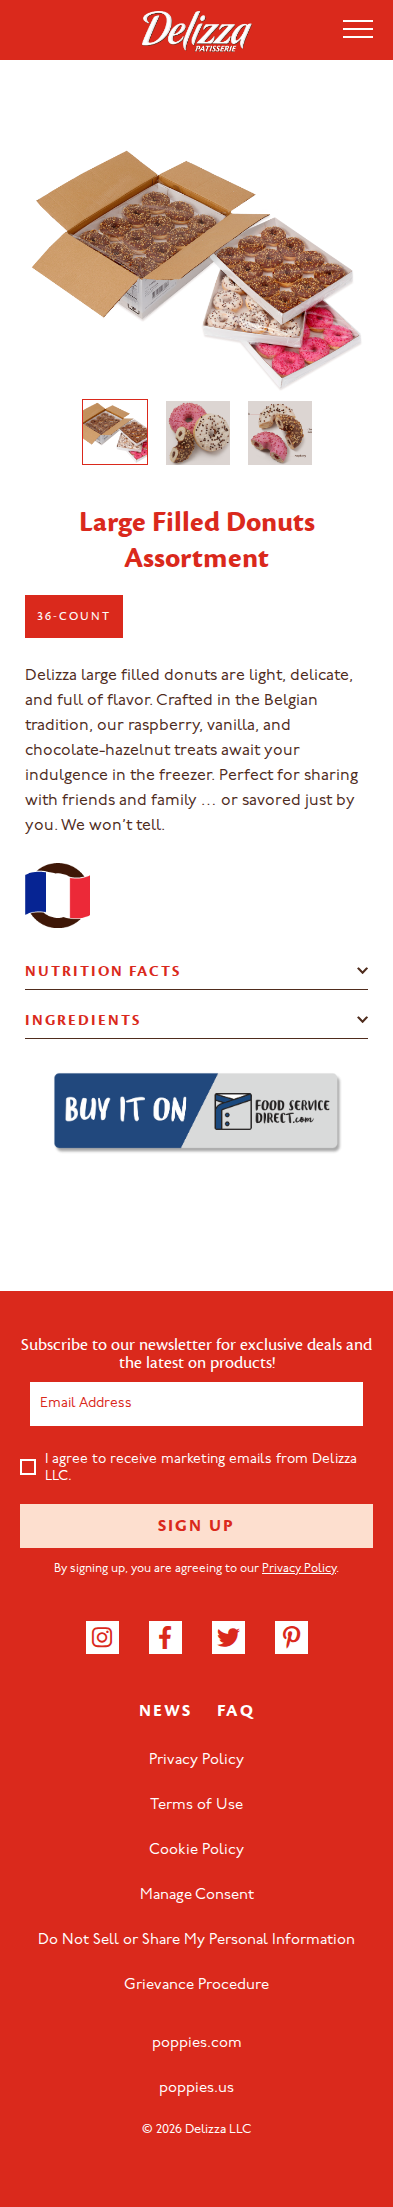 Delizza
PATISSERIE
Large Filled Donuts
Assortment
36-COUNT
Delizza large filled donuts are light, delicate,
and full of flavor. Crafted in the Belgian
tradition, our raspberry, vanilla, and
chocolate-hazelnut treats await your
indulgence in the freezer. Perfect for sharing
with friends and family … or savored just by
you. We won’t tell.
NUTRITION FACTS
INGREDIENTS
BUY IT ON
FOOD SERVICE
DIRECT.com
Subscribe to our newsletter for exclusive deals and
the latest on products!
Email Address
I agree to receive marketing emails from Delizza
LLC.
SIGN UP
By signing up, you are agreeing to our Privacy Policy.
NEWS FAQ
Privacy Policy
Terms of Use
Cookie Policy
Manage Consent
Do Not Sell or Share My Personal Information
Grievance Procedure
poppies.com
poppies.us
© 2026 Delizza LLC